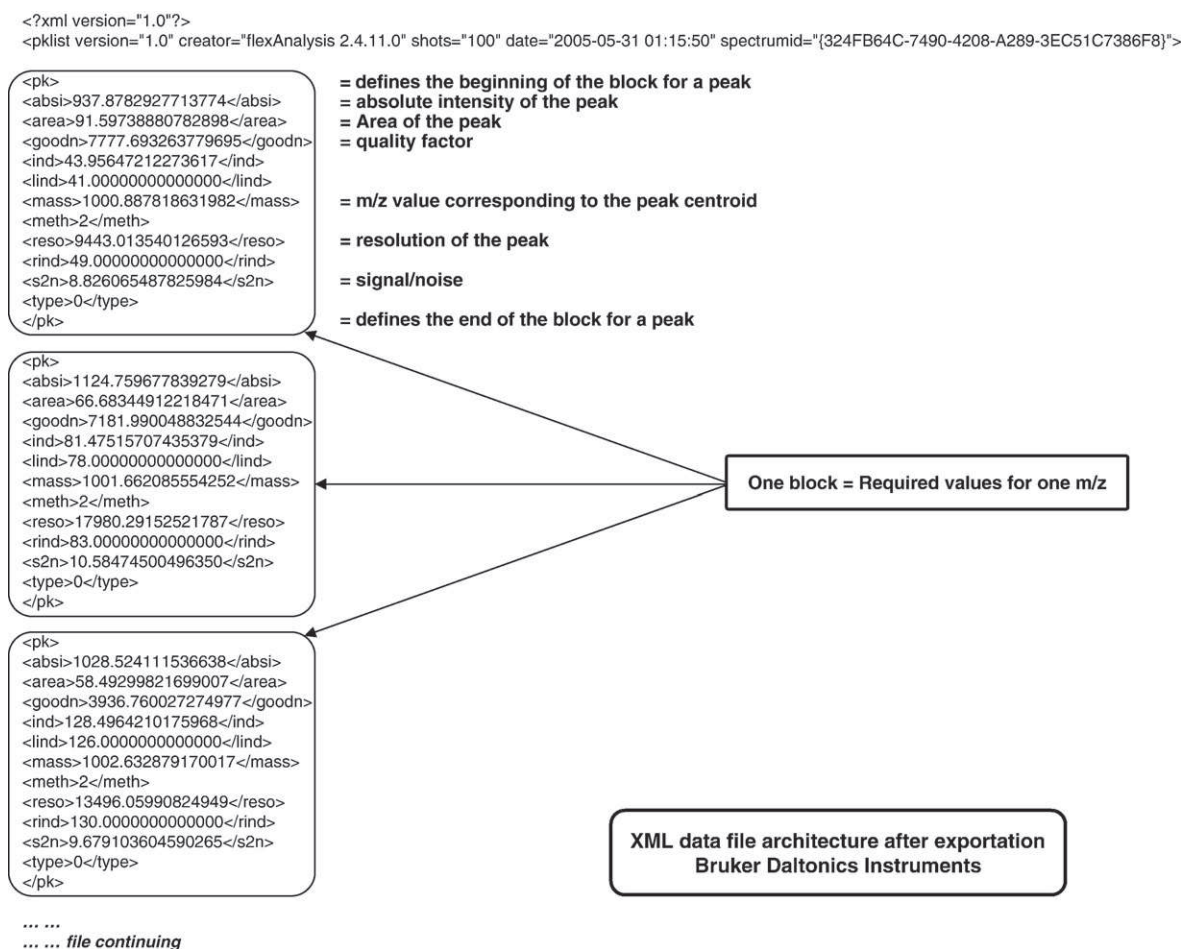 <?xml version="1.0"?>
<pklist version="1.0" creator="flexAnalysis 2.4.11.0" shots="100" date="2005-05-31 01:15:50" spectrumid="{324FB64C-7490-4208-A289-3EC51C7386F8}">
<pk> = defines the beginning of the block for a peak
<absi>937.8782927713774</absi> = absolute intensity of the peak
<area>91.59738880782898</area> = Area of the peak
<goodn>7777.693263779695</goodn> = quality factor
<ind>43.95647212273617</ind>
<lind>41.00000000000000</lind>
<mass>1000.887818631982</mass> = m/z value corresponding to the peak centroid
<meth>2</meth>
<reso>9443.013540126593</reso> = resolution of the peak
<rind>49.00000000000000</rind>
<s2n>8.826065487825984</s2n> = signal/noise
<type>0</type>
</pk> = defines the end of the block for a peak
<pk>
<absi>1124.759677839279</absi>
<area>66.68344912218471</area>
<goodn>7181.990048832544</goodn>
<ind>81.47515707435379</ind>
<lind>78.00000000000000</lind>
<mass>1001.662085554252</mass>
<meth>2</meth>
<reso>17980.29152521787</reso>
<rind>83.00000000000000</rind>
<s2n>10.58474500496350</s2n>
<type>0</type>
</pk>
One block = Required values for one m/z
<pk>
<absi>1028.524111536638</absi>
<area>58.49299821699007</area>
<goodn>3936.760027274977</goodn>
<ind>128.4964210175968</ind>
<lind>126.0000000000000</lind>
<mass>1002.632879170017</mass>
<meth>2</meth>
<reso>13496.05990824949</reso>
<rind>130.0000000000000</rind>
<s2n>9.679103604590265</s2n>
<type>0</type>
</pk>
XML data file architecture after exportation
Bruker Daltonics Instruments
... ...
... ... file continuing